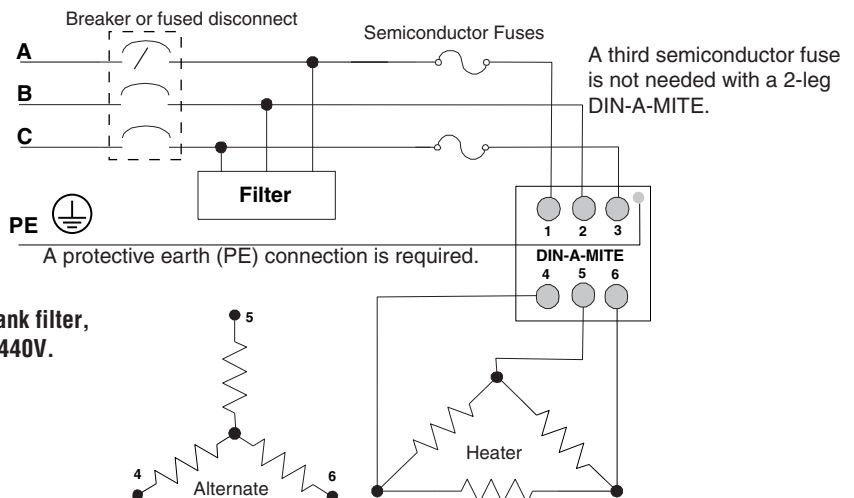 Breaker or fused disconnect
Semiconductor Fuses
A
A third semiconductor fuse
is not needed with a 2-leg
DIN-A-MITE.
B
C
Filter
PE
A protective earth (PE) connection is required.
1 2 3
DIN-A-MITE
4 5 6
ank filter,
440V.
5
4
6
Alternate
Heater